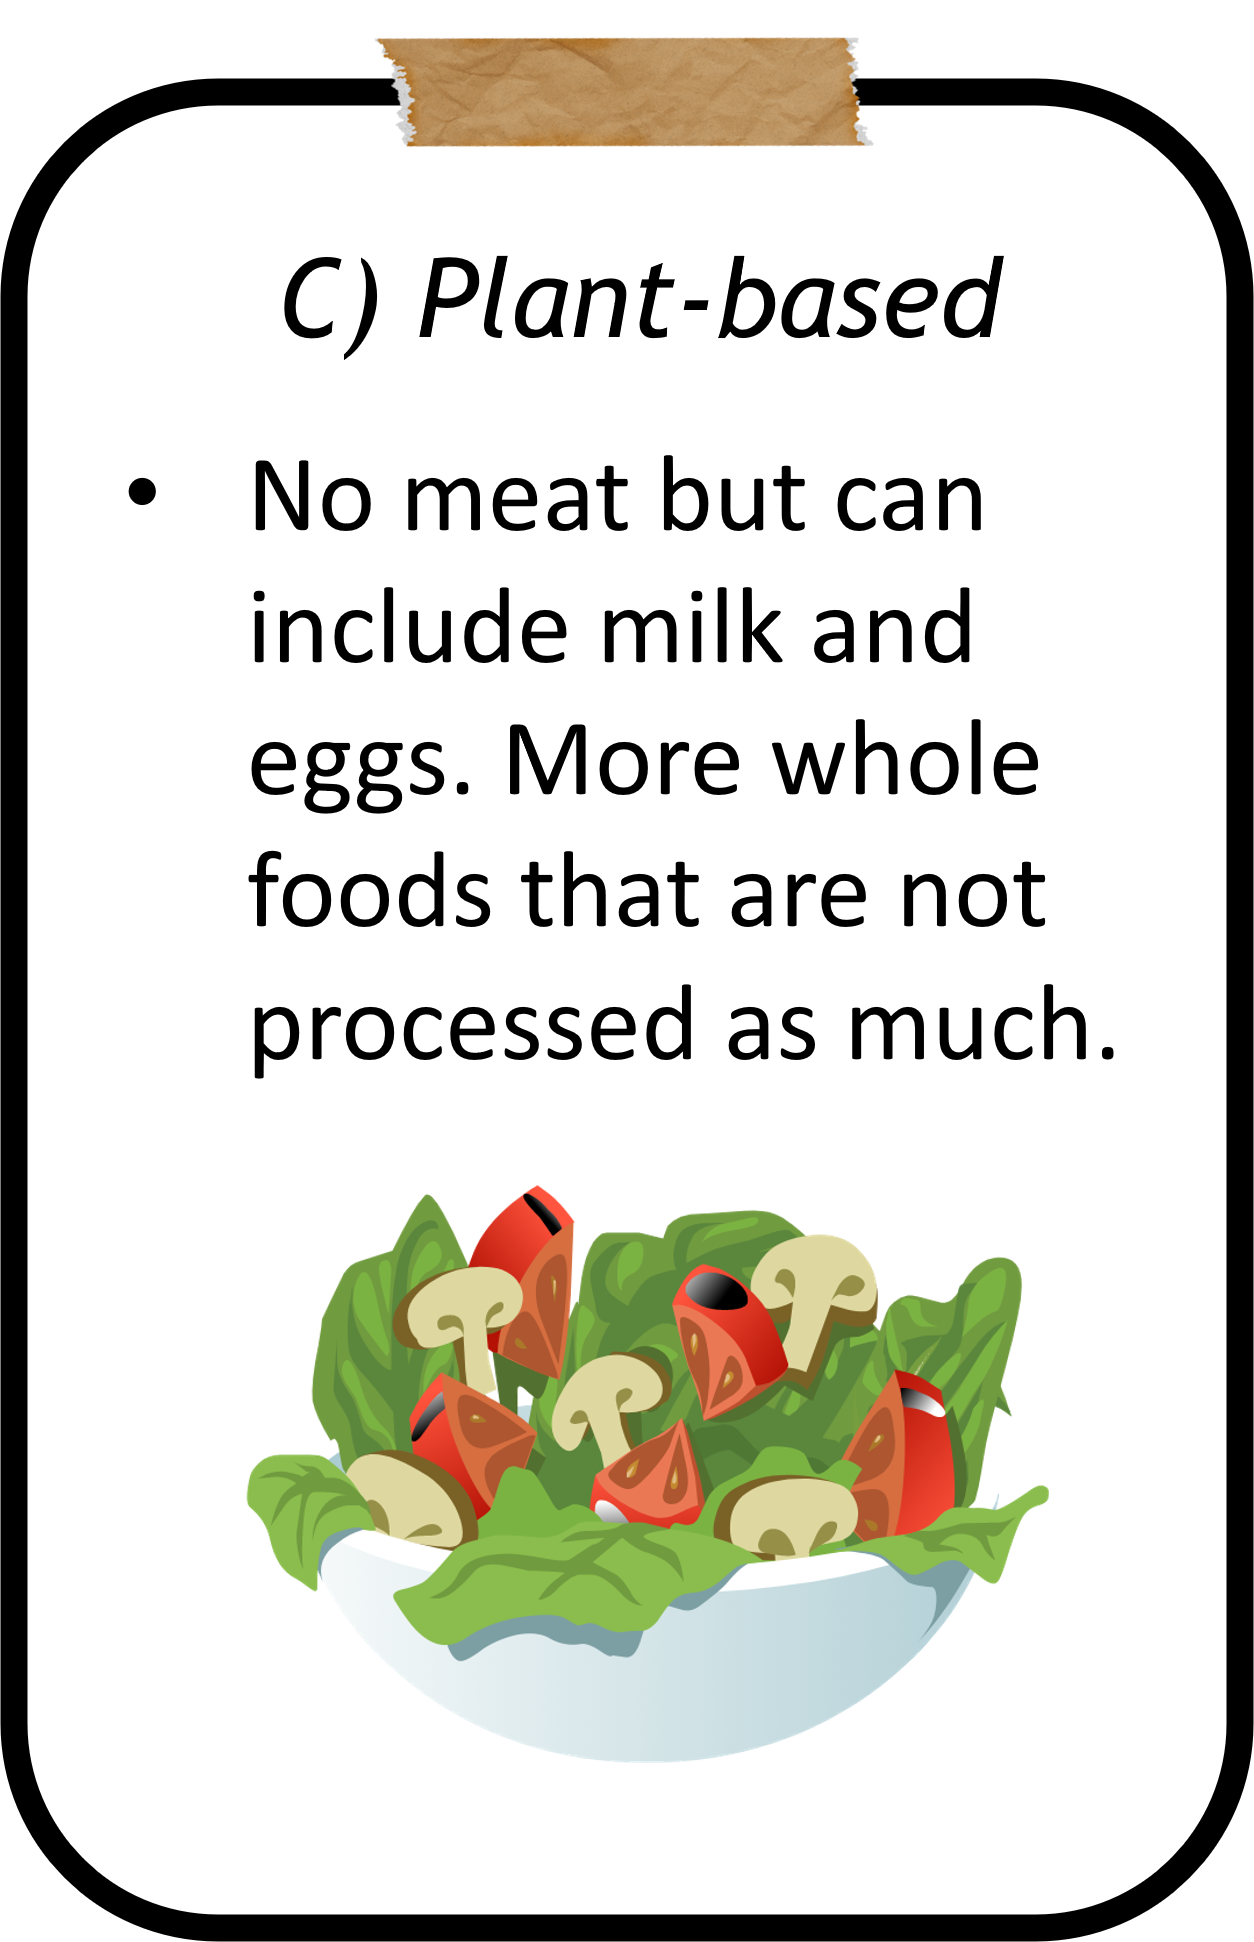 C) Plant-based
• No meat but can
include milk and
eggs. More whole
foods that are not
processed as much.